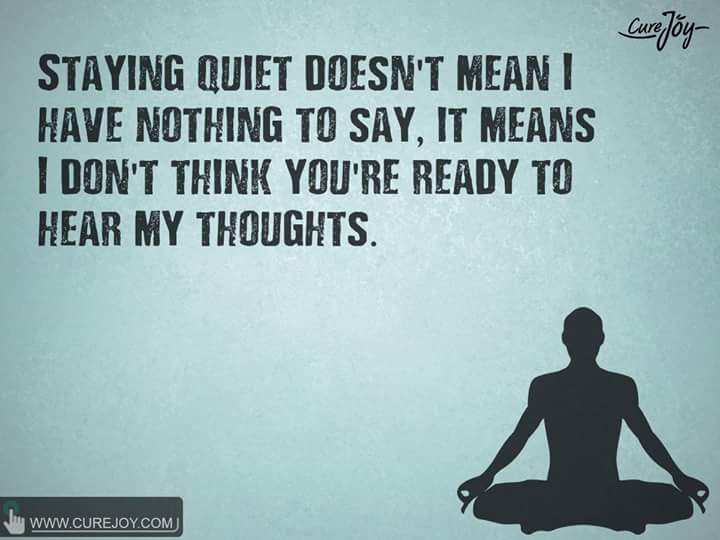 CureJoy
STAYING QUIET DOESN'T MEAN I
HAVE NOTHING TO SAY, IT MEANS
I DON'T THINK YOU'RE READY TO
HEAR MY THOUGHTS.
WWW.CUREJOY.COM